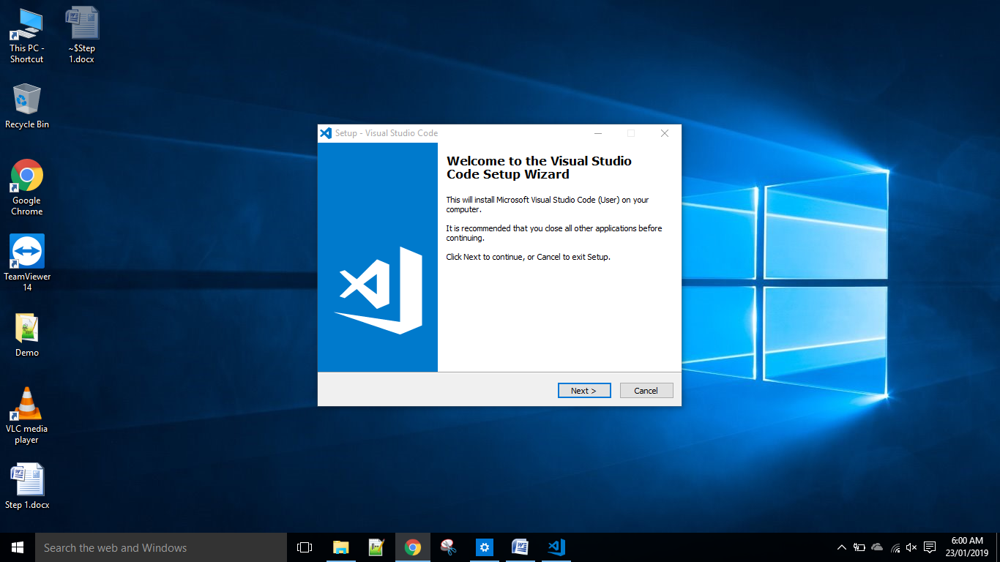 This PC -
Shortcut
~$Step
1.docx
Recycle Bin
Google
Chrome
TeamViewer
14
Demo
VLC media
player
Step 1.docx
Setup - Visual Studio Code
Welcome to the Visual Studio
Code Setup Wizard
This will install Microsoft Visual Studio Code (User) on your
computer.
It is recommended that you close all other applications before
continuing.
Click Next to continue, or Cancel to exit Setup.
Next >
Cancel
Search the web and Windows
6:00 AM
23/01/2019